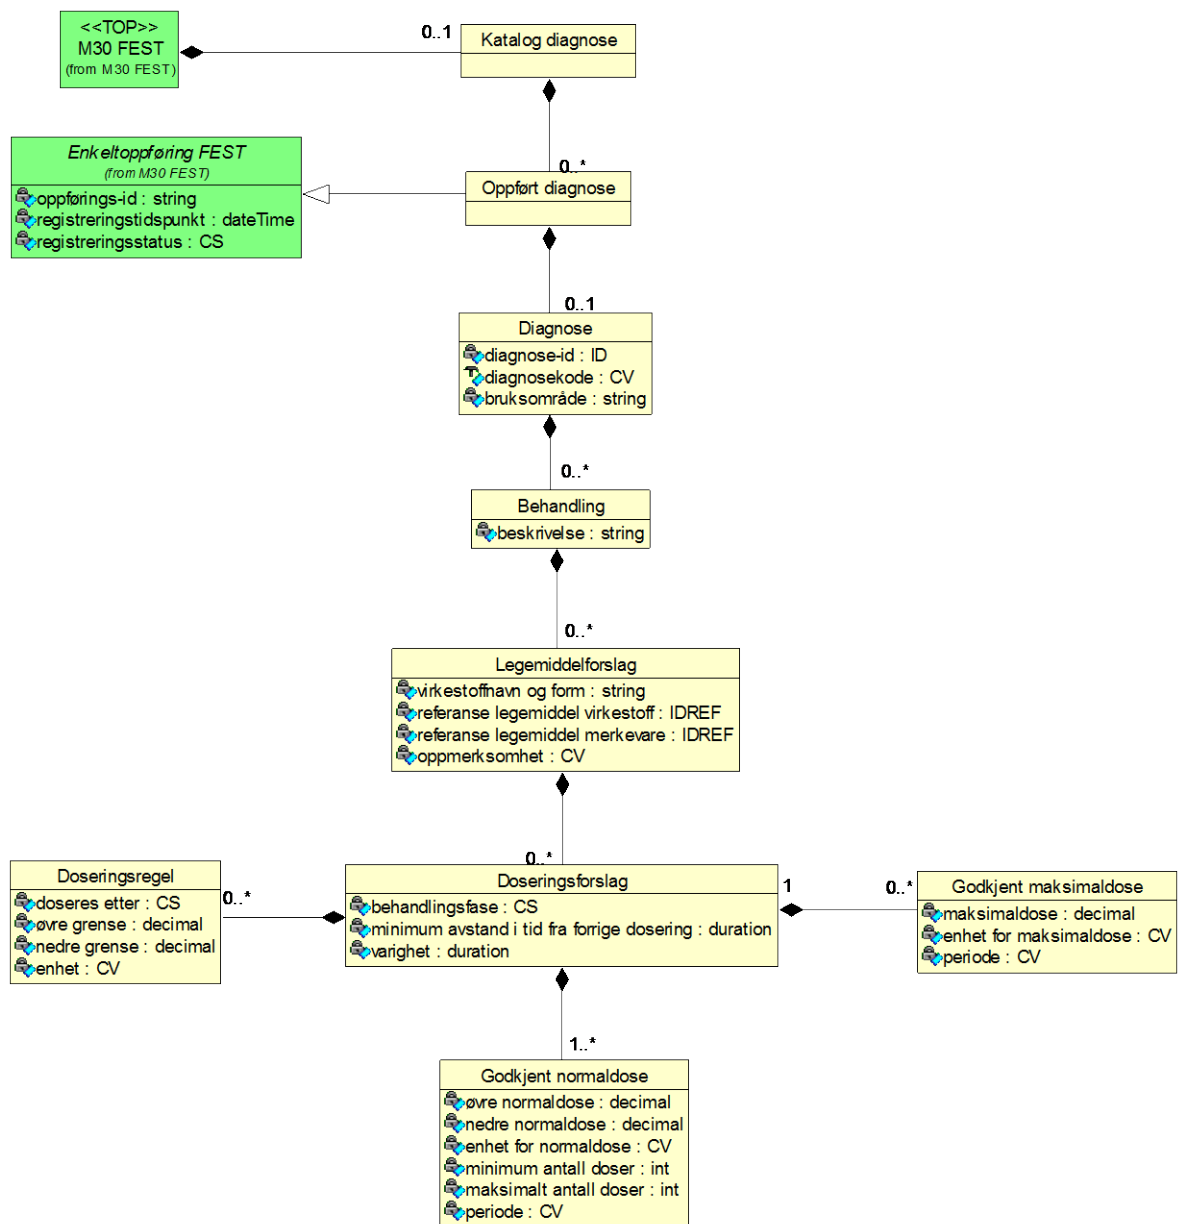 <<TOP>>
M30 FEST
(from M30 FEST)
0..1
Katalog diagnose
Enkeltoppføring FEST
(from M30 FEST)
oppførings-id : string
registreringstidspunkt : dateTime
registreringsstatus : CS
0..*
Oppført diagnose
0..1
Diagnose
diagnose-id : ID
diagnosekode : CV
bruksområde : string
0..*
Behandling
beskrivelse : string
0..*
Legemiddelforslag
virkestoffnavn og form : string
referanse legemiddel virkestoff : IDREF
referanse legemiddel merkevare : IDREF
oppmerksomhet : CV
0..*
Doseringsregel
doseres etter : CS
øvre grense : decimal
nedre grense : decimal
enhet : CV
0..*
Doseringsforslag
behandlingsfase : CS
minimum avstand i tid fra forrige dosering : duration
varighet : duration
1
0..*
Godkjent maksimaldose
maksimaldose : decimal
enhet for maksimaldose : CV
periode : CV
1..*
Godkjent normaldose
øvre normaldose : decimal
nedre normaldose : decimal
enhet for normaldose : CV
minimum antall doser : int
maksimalt antall doser : int
periode : CV